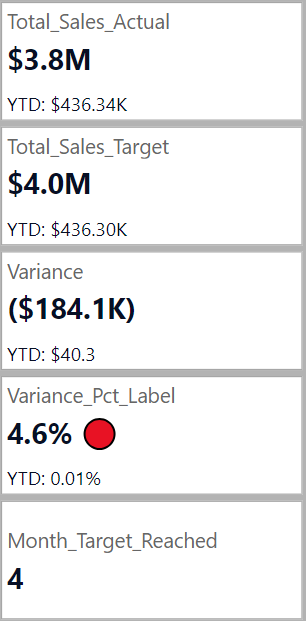 Total_Sales_Actual
$3.8M
YTD: $436.34K
Total_Sales_Target
$4.0M
YTD: $436.30K
Variance
($184.1K)
YTD: $40.3
Variance_Pct_Label
4.6% 🔴
YTD: 0.01%
Month_Target_Reached
4